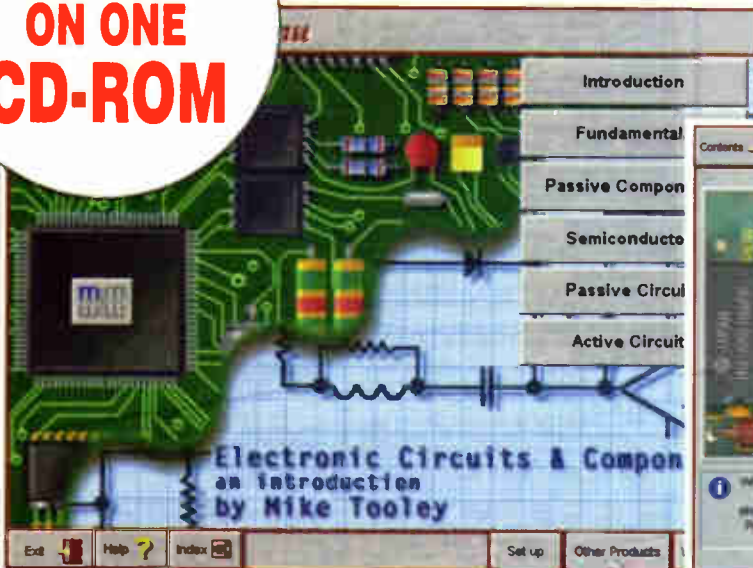 ON ONE
CD-ROM
Introduction
Fundamental
Passive Compon
Semiconducto
Passive Circui
Active Circuit
Contents
Electronic Circuits & Compon
an introduction
by Mike Tooley
Exit
Help ?
Index
Set up
Other Products